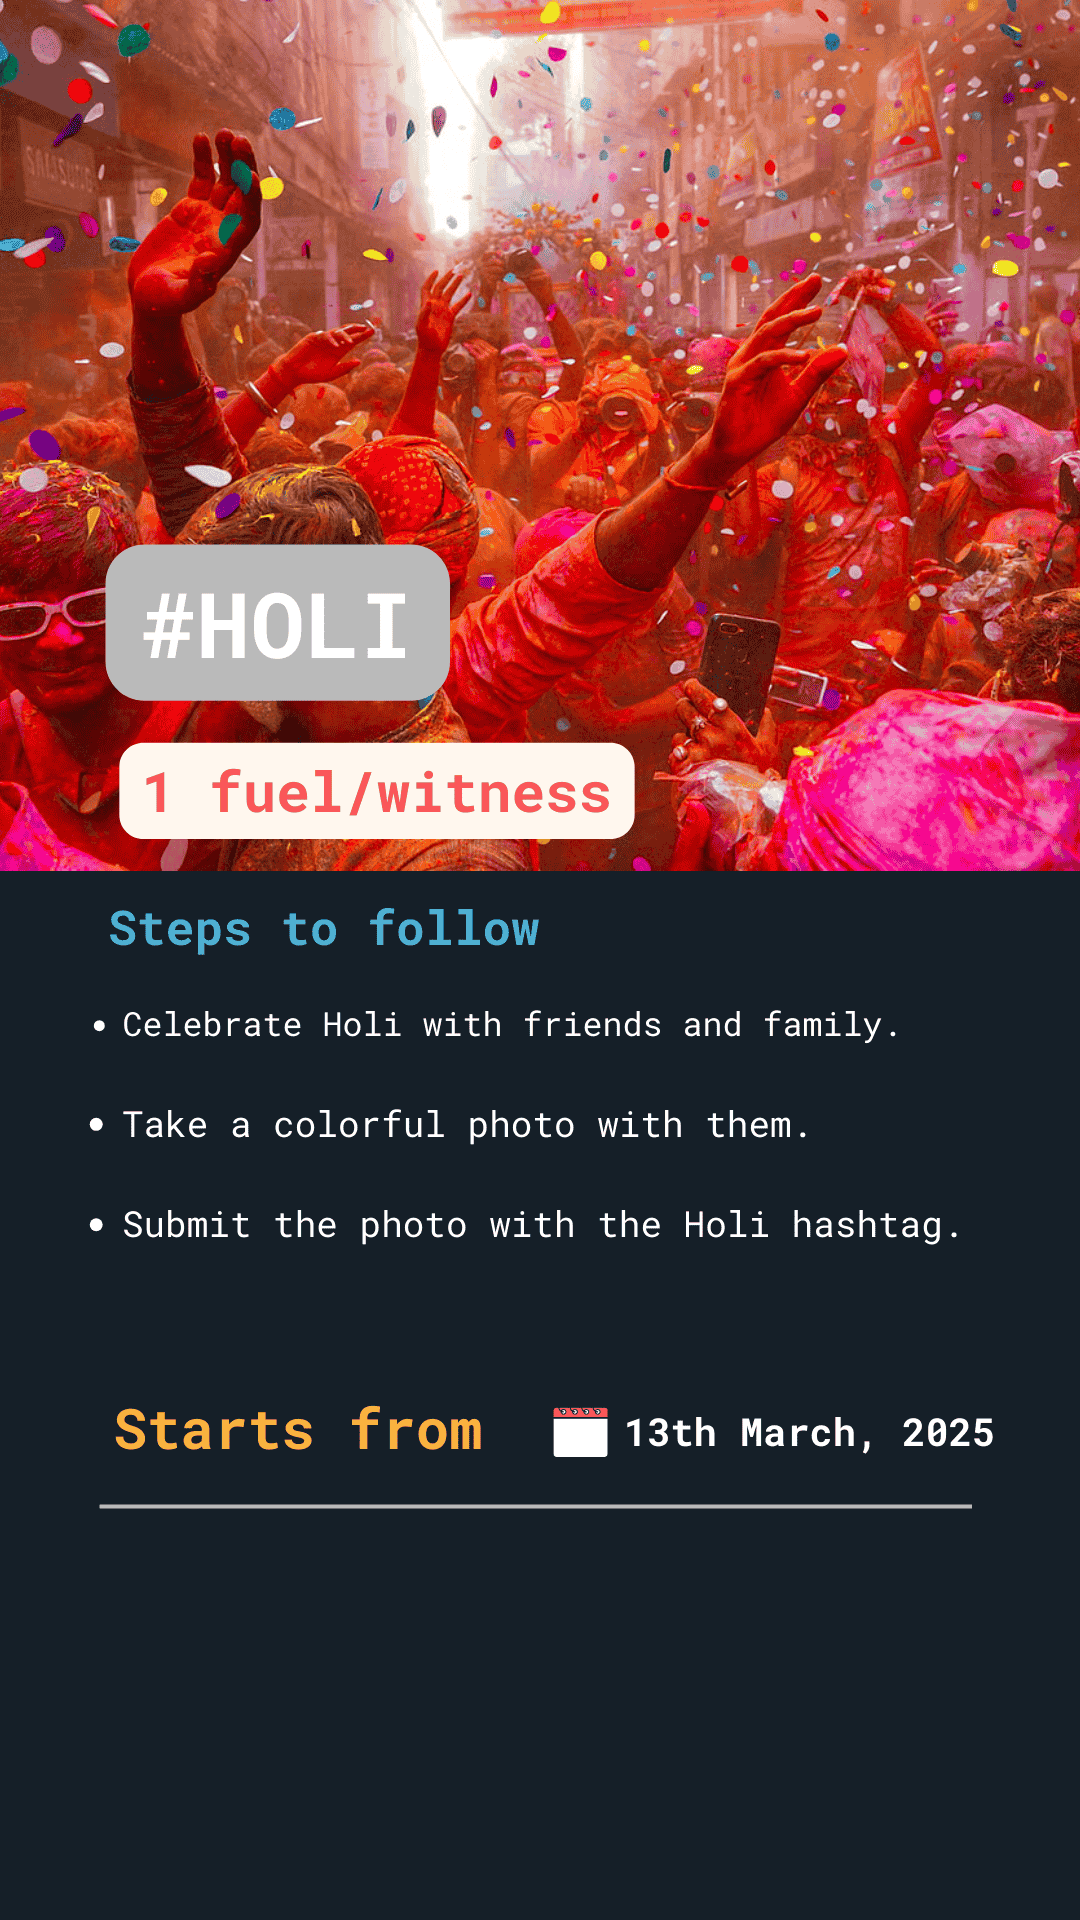 #HOLI
1 fuel/witness
Steps to follow
• Celebrate Holi with friends and family.
• Take a colorful photo with them.
• Submit the photo with the Holi hashtag.
Starts from 13th March, 2025